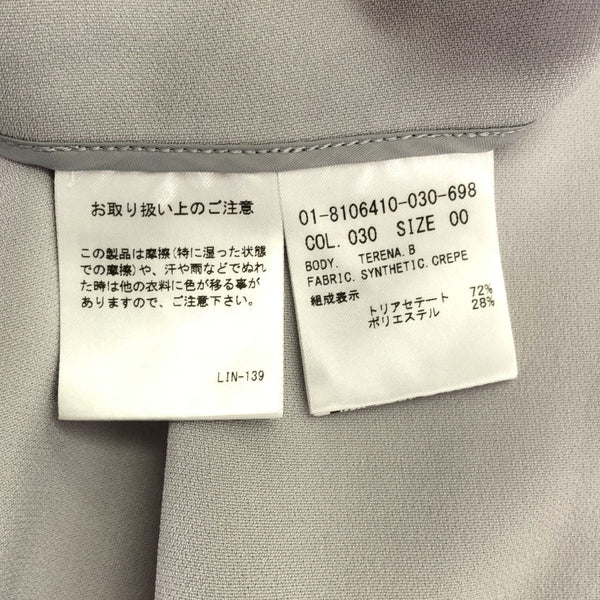 お取り扱い上のご注意
この製品は摩擦(特に湿った状態
での摩擦)や、汗や雨などでぬれ
た時は他の衣料に色が移る事が
ありますので、ご注意下さい。
LIN-139
01-8106410-030-698
COL. 030 SIZE 00
BODY. TERENA.B
FABRIC. SYNTHETIC. CREPE
組成表示
トリアセテート 72%
ポリエステル 28%